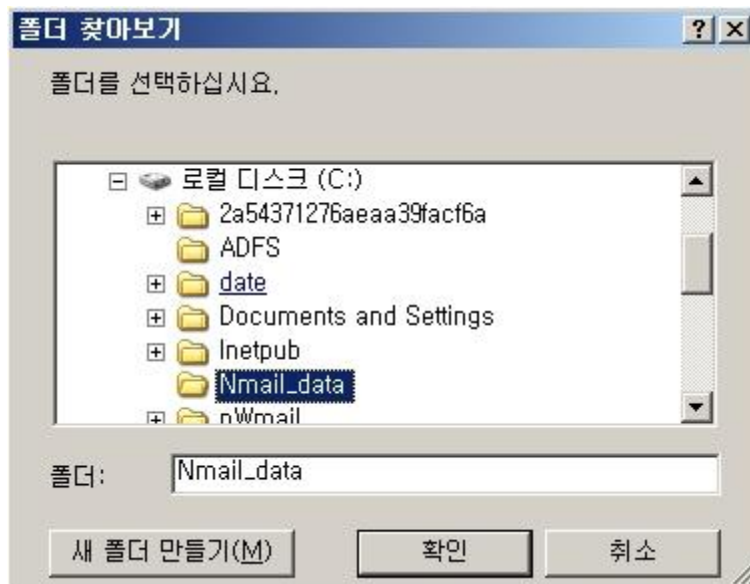 폴더 찾아보기
폴더를 선택하십시요.
로컬 디스크 (C:)
2a54371276aeaa39facf6a
ADFS
date
Documents and Settings
Inetpub
Nmail_data
nWmail
폴더: Nmail_data
새 폴더 만들기(M) 확인 취소